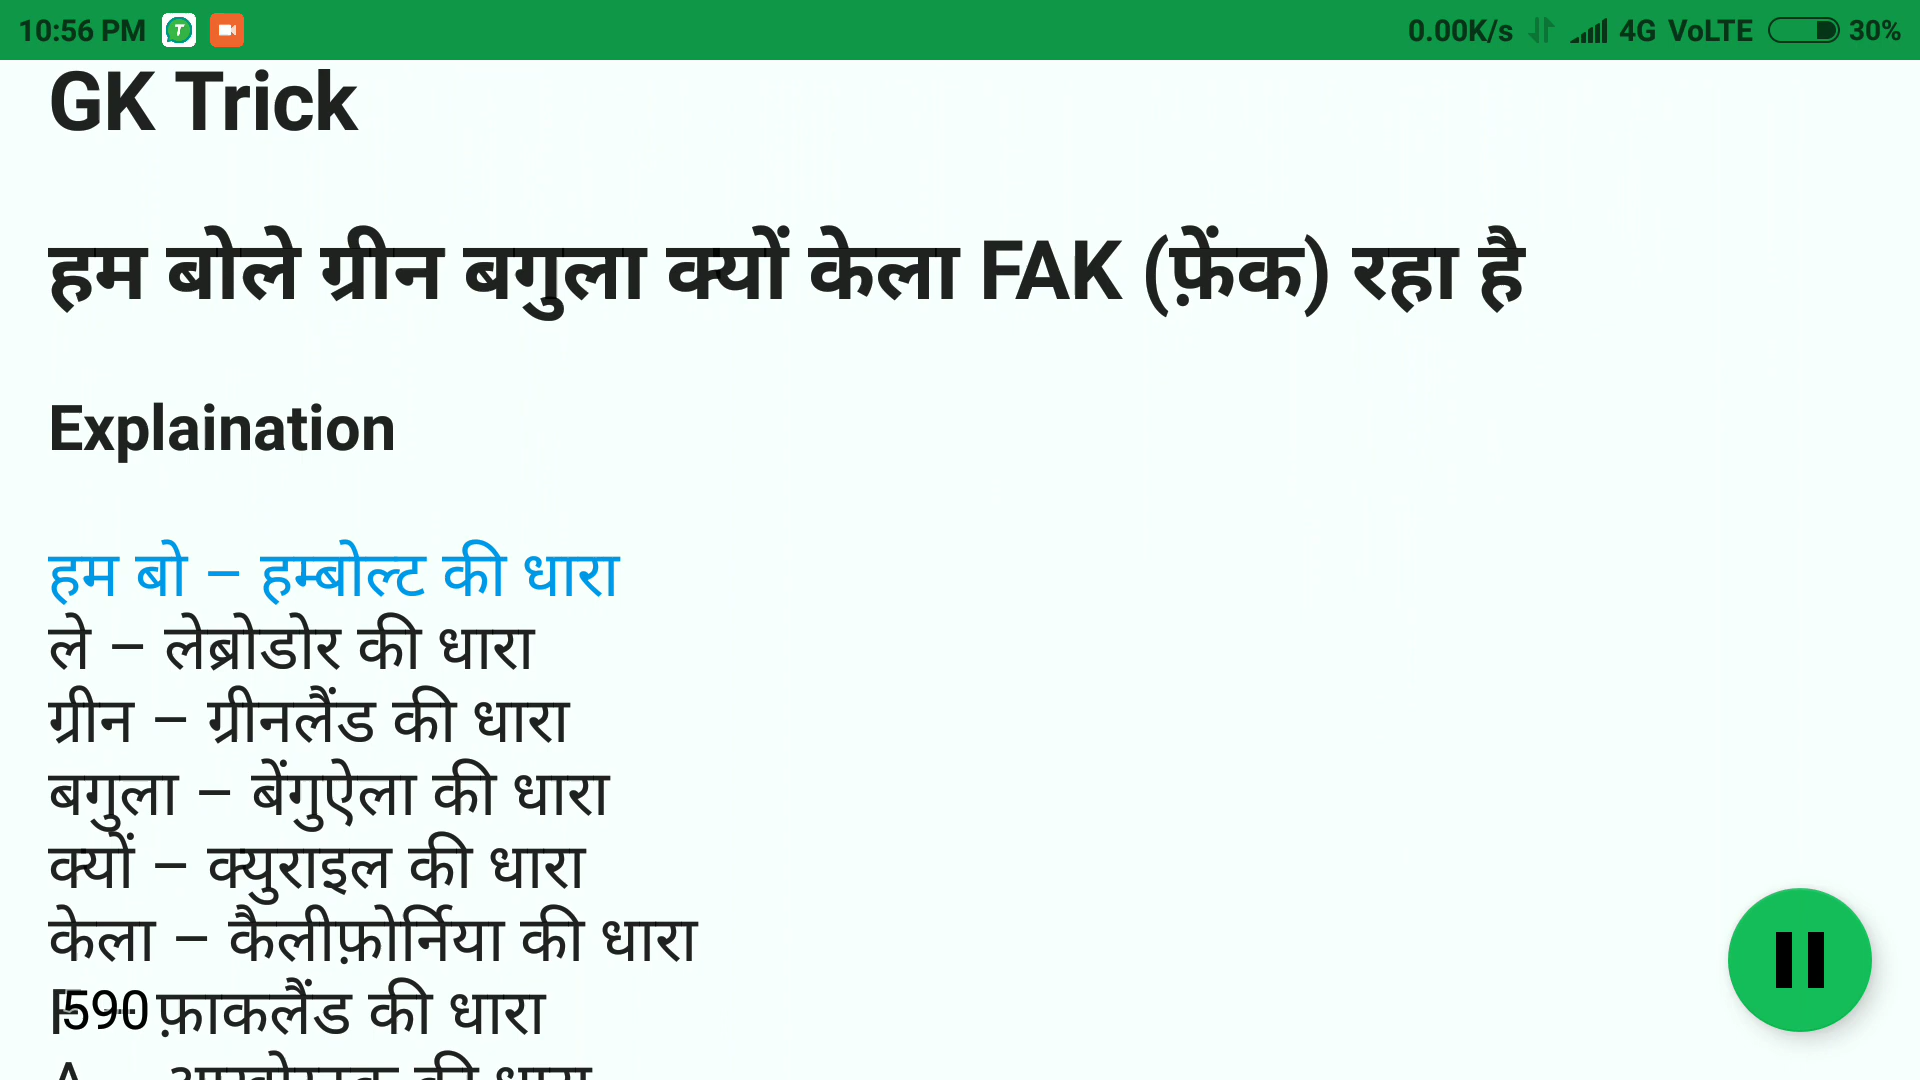 10:56 PM 0.00K/s 4G VoLTE 30%
GK Trick
हम बोले ग्रीन बगुला क्यों केला FAK (फ़ेंक) रहा है
Explaination
हम बो – हम्बोल्ट की धारा
ले – लेब्रोडोर की धारा
ग्रीन – ग्रीनलैंड की धारा
बगुला – बेंगुऐला की धारा
क्यों – क्युराइल की धारा
केला – कैलीफ़ोर्निया की धारा
F – फ़ाकलैंड की धारा
590